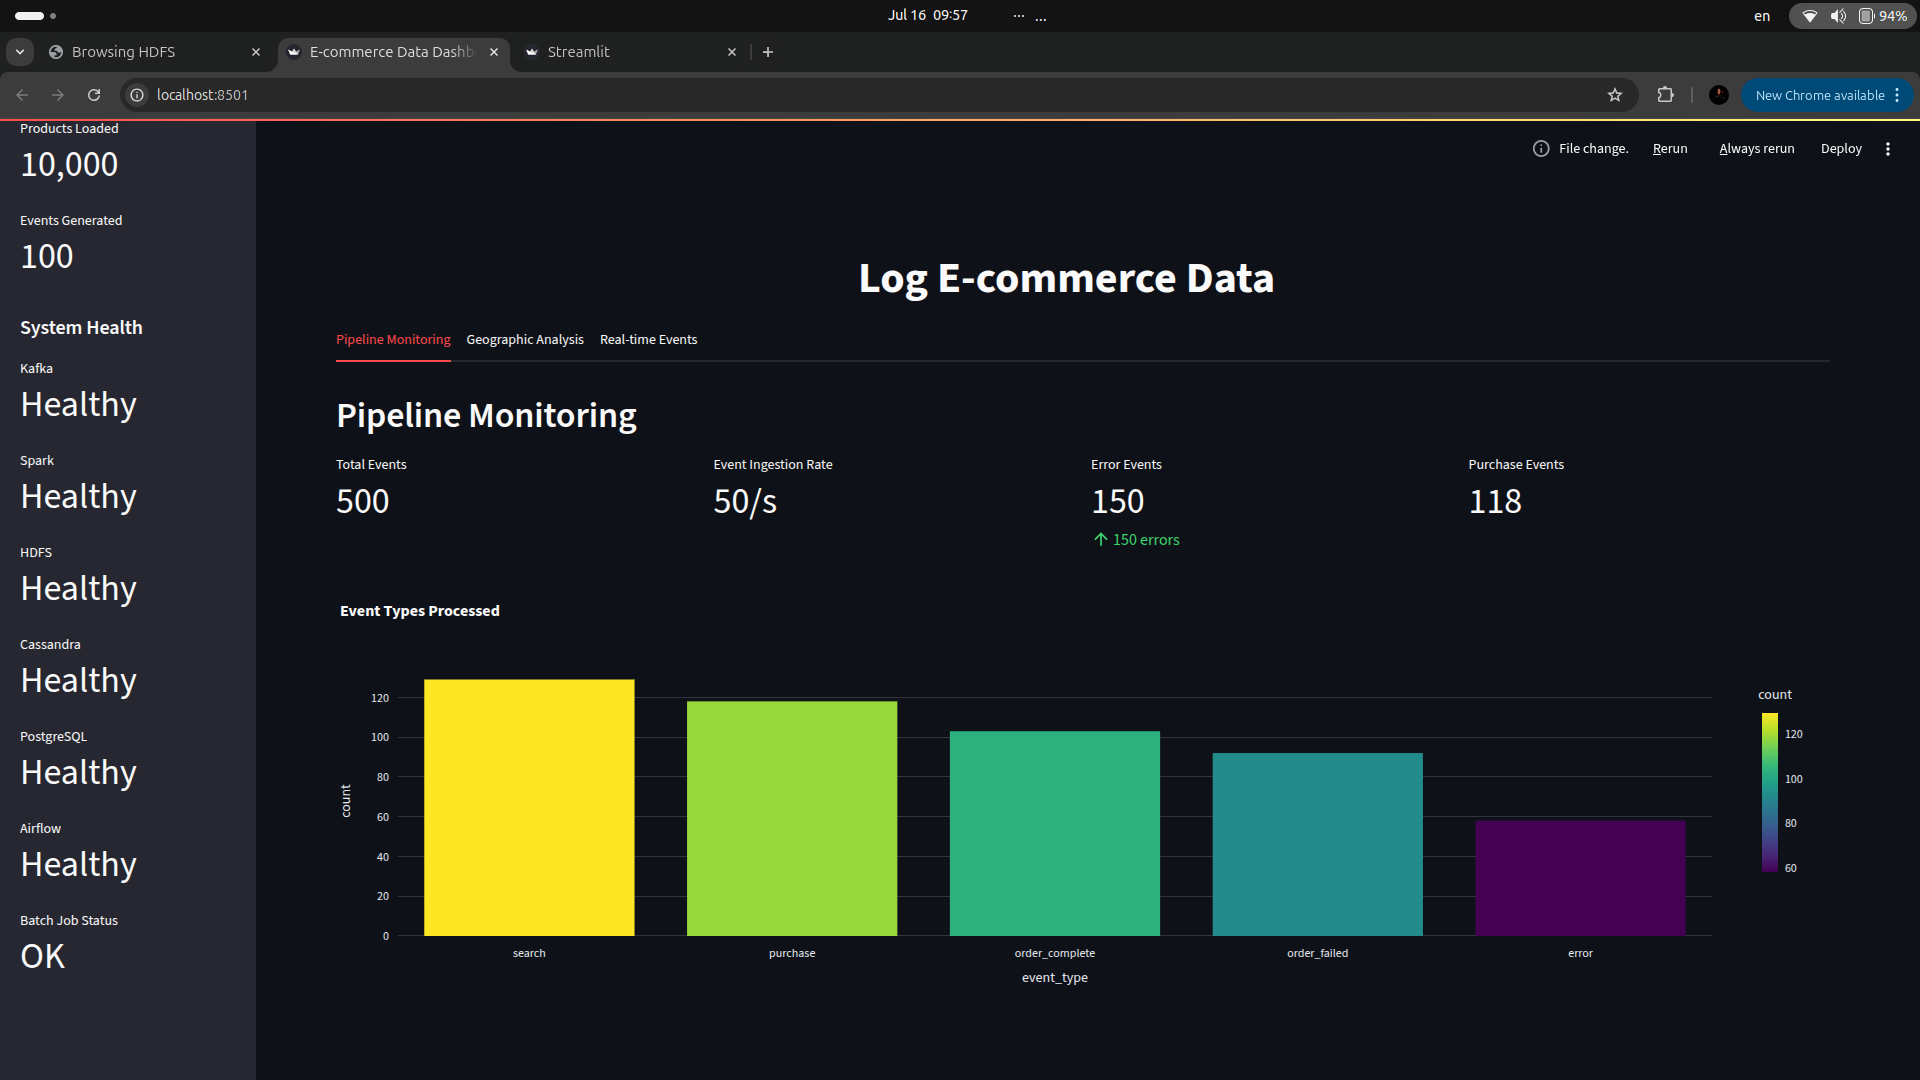 Jul 16 09:57
... ...
en
94%
Browsing HDFS
E-commerce Data Dashb
Streamlit
localhost:8501
New Chrome available
Products Loaded
10,000
Events Generated
100
System Health
Kafka
Healthy
Spark
Healthy
HDFS
Healthy
Cassandra
Healthy
PostgreSQL
Healthy
Airflow
Healthy
Batch Job Status
OK
File change.
Rerun
Always rerun
Deploy
Log E-commerce Data
Pipeline Monitoring
Geographic Analysis
Real-time Events
Pipeline Monitoring
Total Events
500
Event Ingestion Rate
50/s
Error Events
150
150 errors
Purchase Events
118
Event Types Processed
count
120
100
80
60
40
20
0
search
purchase
order_complete
order_failed
error
event_type
count
120
100
80
60